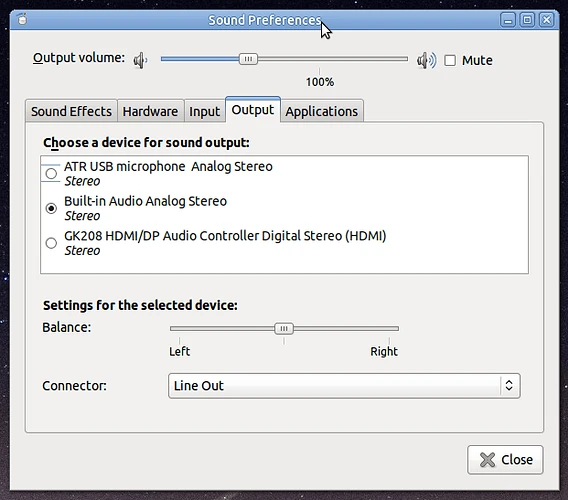 Sound Preferences
Output volume:
Mute
100%
Sound Effects Hardware Input Output Applications
Choose a device for sound output:
ATR USB microphone  Analog Stereo
Stereo
Built-in Audio Analog Stereo
Stereo
GK208 HDMI/DP Audio Controller Digital Stereo (HDMI)
Stereo
Settings for the selected device:
Balance:
Left Right
Connector: Line Out
Close